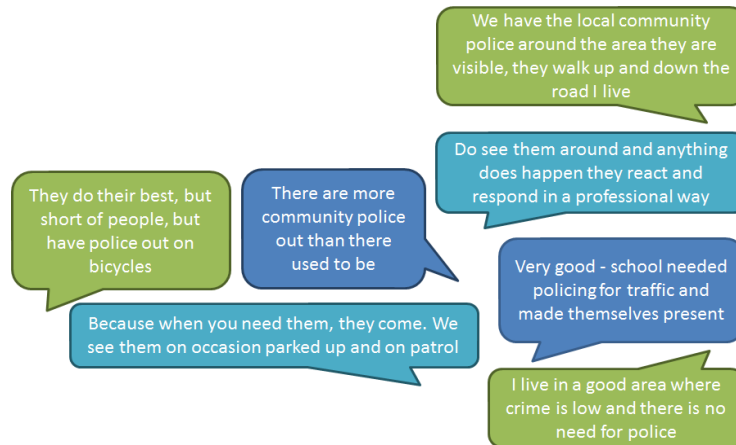 We have the local community
police around the area they are
visible, they walk up and down the
road I live
Do see them around and anything
does happen they react and
respond in a professional way
They do their best, but
short of people, but
have police out on
bicycles
There are more
community police
out than there
used to be
Very good - school needed
policing for traffic and
made themselves present
Because when you need them, they come. We
see them on occasion parked up and on patrol
I live in a good area where
crime is low and there is no
need for police